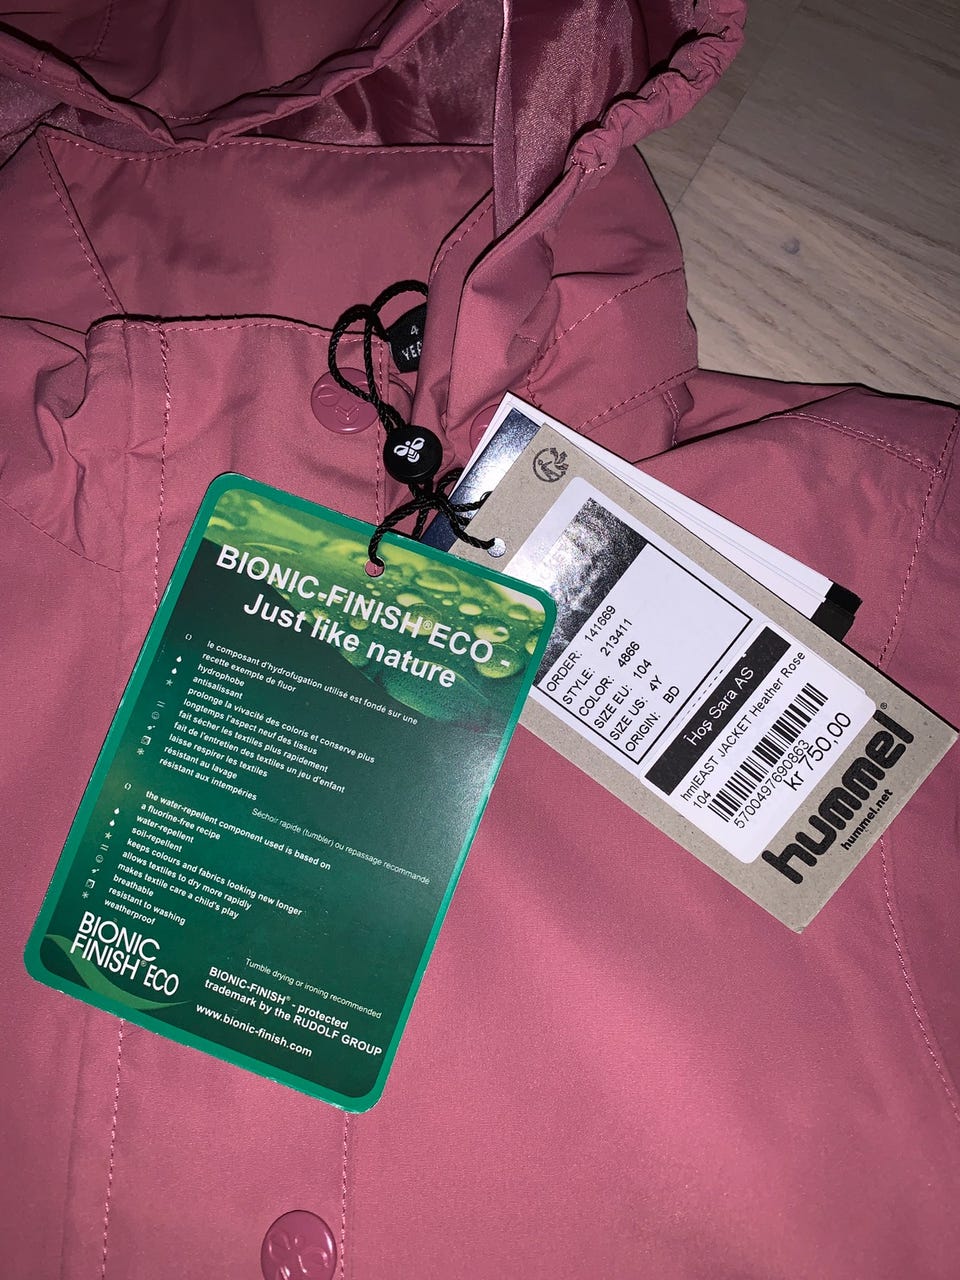 4
YEA
BIONIC-FINISH®ECO -
Just like nature
le composant d'hydrofugation utilisé est fondé sur une
recette exempte de fluor
hydrophobe
antisalissant
prolonge la vivacité des coloris et conserve plus
longtemps l'aspect neuf des tissus
fait sécher les textiles plus rapidement
fait de l'entretien des textiles un jeu d'enfant
laisse respirer les textiles
résistant au lavage
résistant aux intempéries
Séchoir rapide (tumbler) ou repassage recommandé
the water-repellent component used is based on
a fluorine-free recipe
water-repellent
soil-repellent
keeps colours and fabrics looking new longer
allows textiles to dry more rapidly
makes textile care a child's play
breathable
resistant to washing
weatherproof
Tumble drying or ironing recommended
BIONIC
FINISH®ECO
BIONIC-FINISH® - protected
trademark by the RUDOLF GROUP
www.bionic-finish.com
ORDER: 141669
STYLE: 213411
COLOR: 4866
SIZE EU: 104
SIZE US: 4Y
ORIGIN: BD
Hos Sara AS
hmlEAST JACKET Heather Rose
104
5700497690863
kr 750,00
hummel®
hummel.net